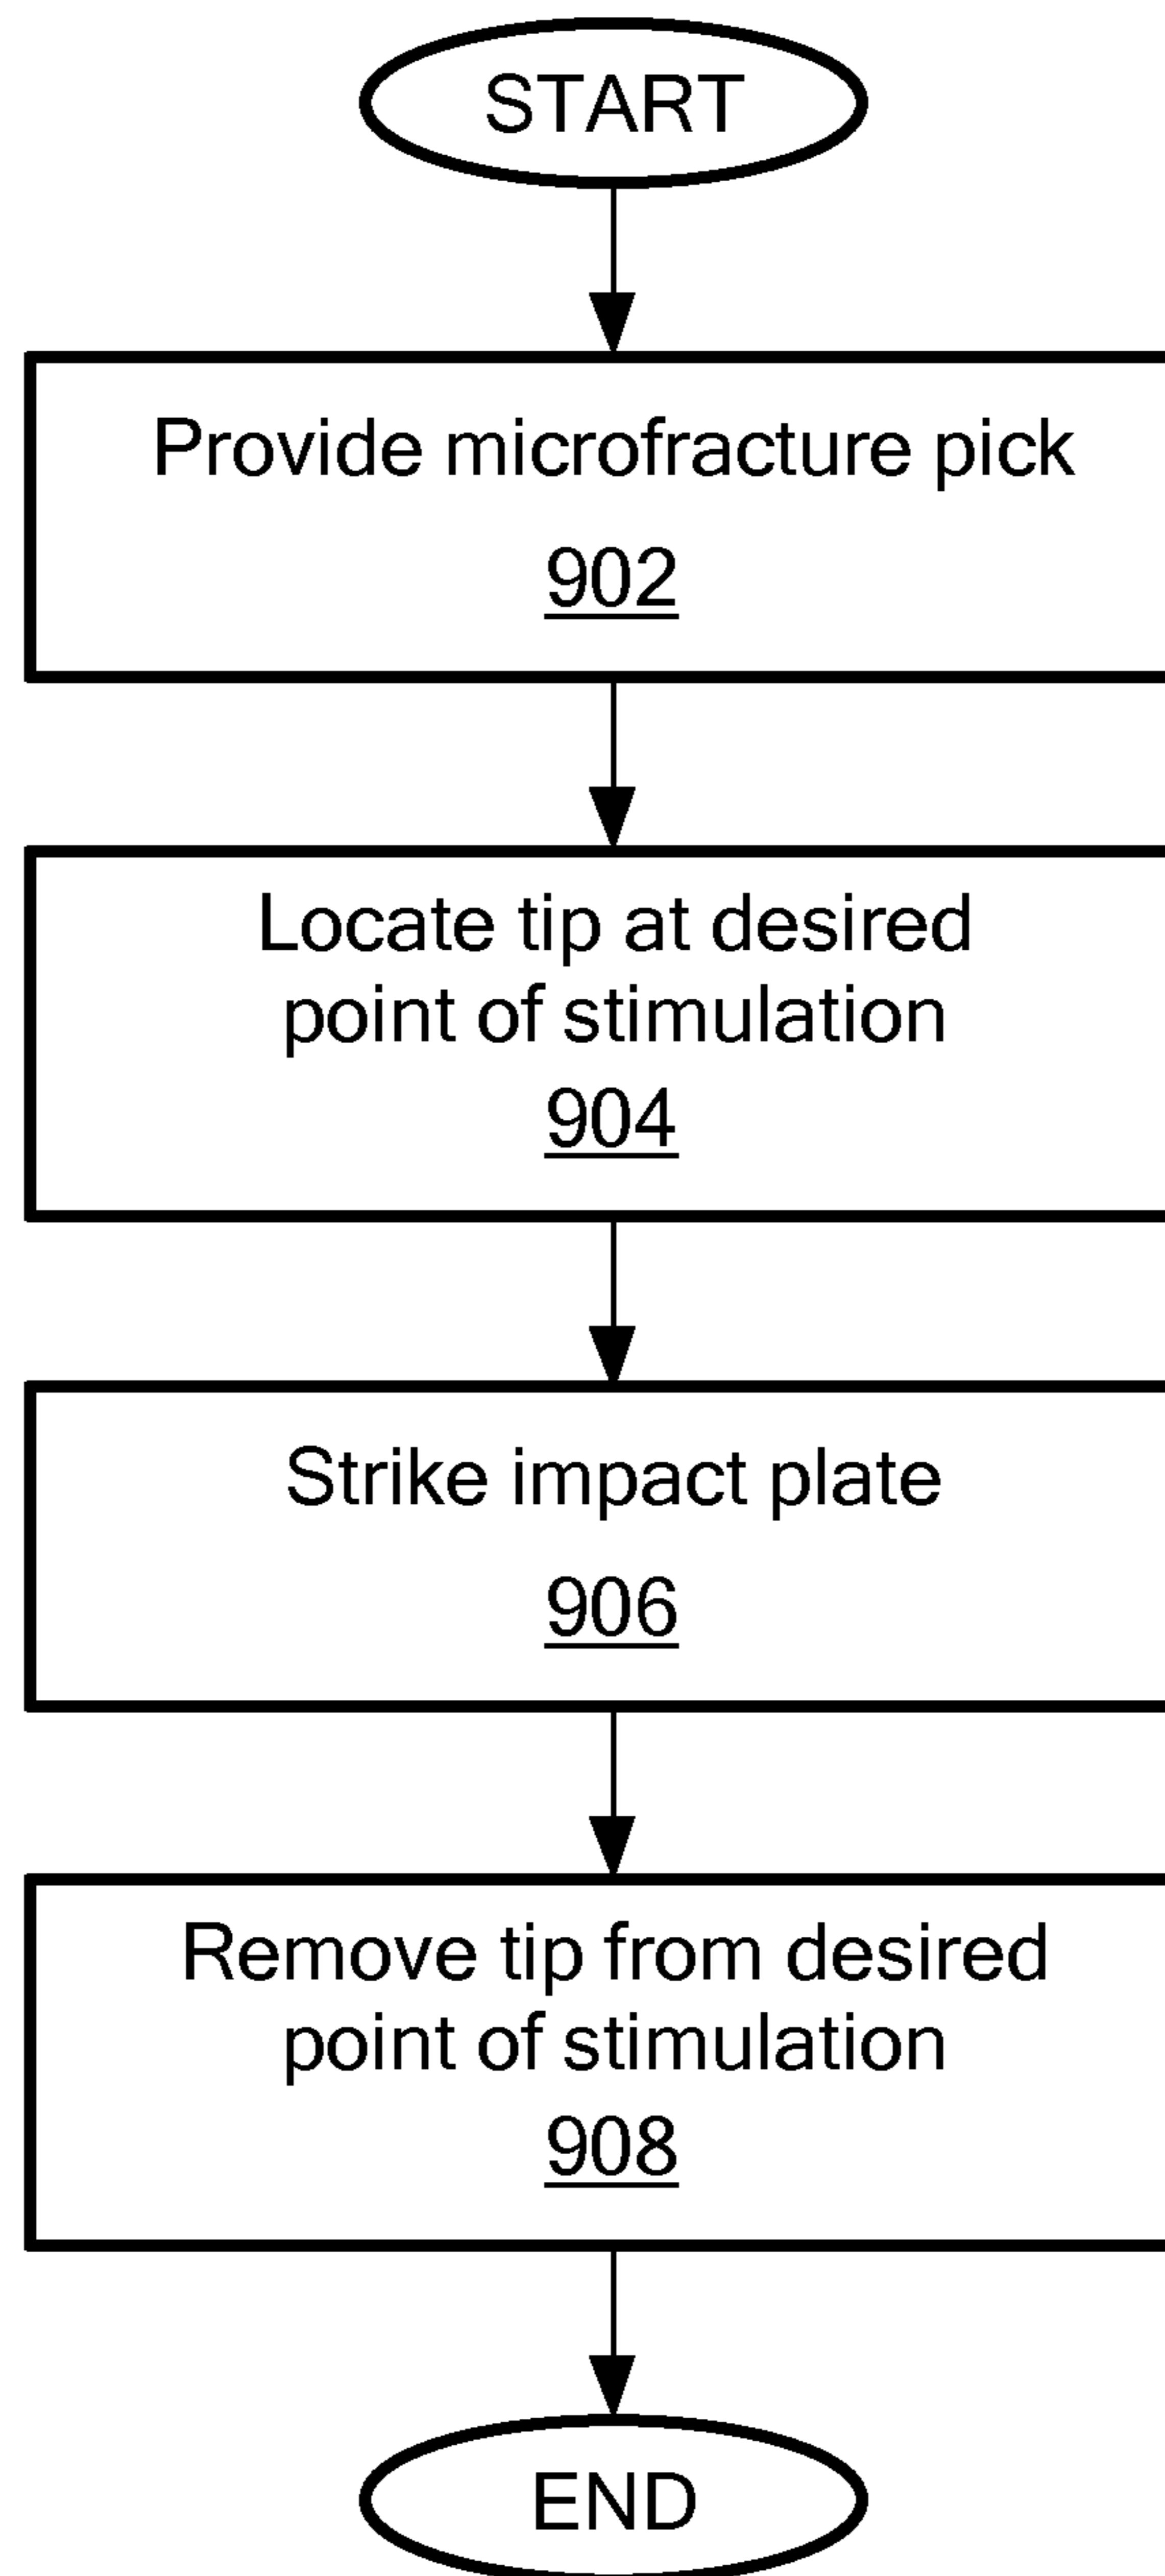 START
Provide microfracture pick
902
Locate tip at desired
point of stimulation
904
Strike impact plate
906
Remove tip from desired
point of stimulation
908
END